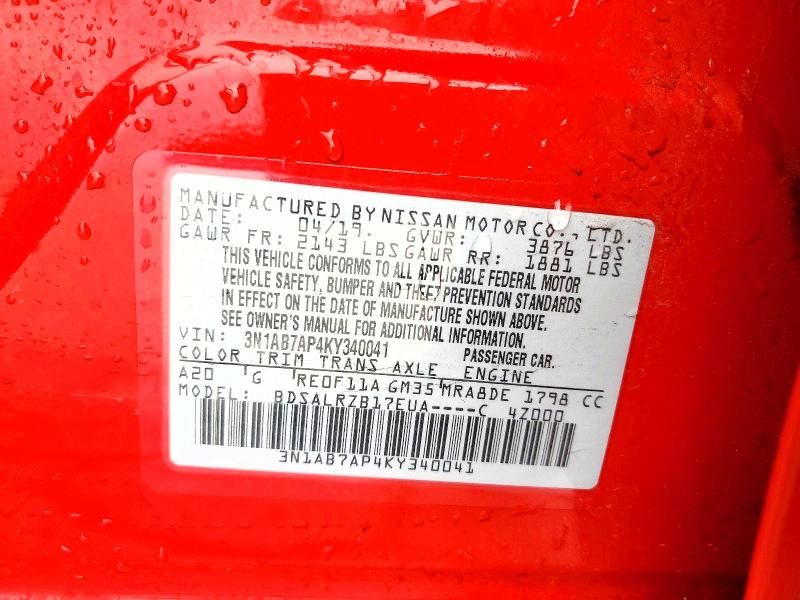 MANUFACTURED BY NISSAN MOTOR CO., LTD.
DATE: 04/19. GVWR: 3876 LBS
GAWR FR: 2143 LBS GAWR RR: 1881 LBS
THIS VEHICLE CONFORMS TO ALL APPLICABLE FEDERAL MOTOR
VEHICLE SAFETY, BUMPER AND THEFT PREVENTION STANDARDS
IN EFFECT ON THE DATE OF MANUFACTURE SHOWN ABOVE.
SEE OWNER'S MANUAL FOR ADDITIONAL INFORMATION.
VIN: 3N1AB7AP4KY340041 PASSENGER CAR.
COLOR TRIM TRANS AXLE ENGINE
A20 G RE0F11A GM35 MRA8DE 1798 CC
MODEL: BDSALRZB17EUA----C 4Z000
3N1AB7AP4KY340041